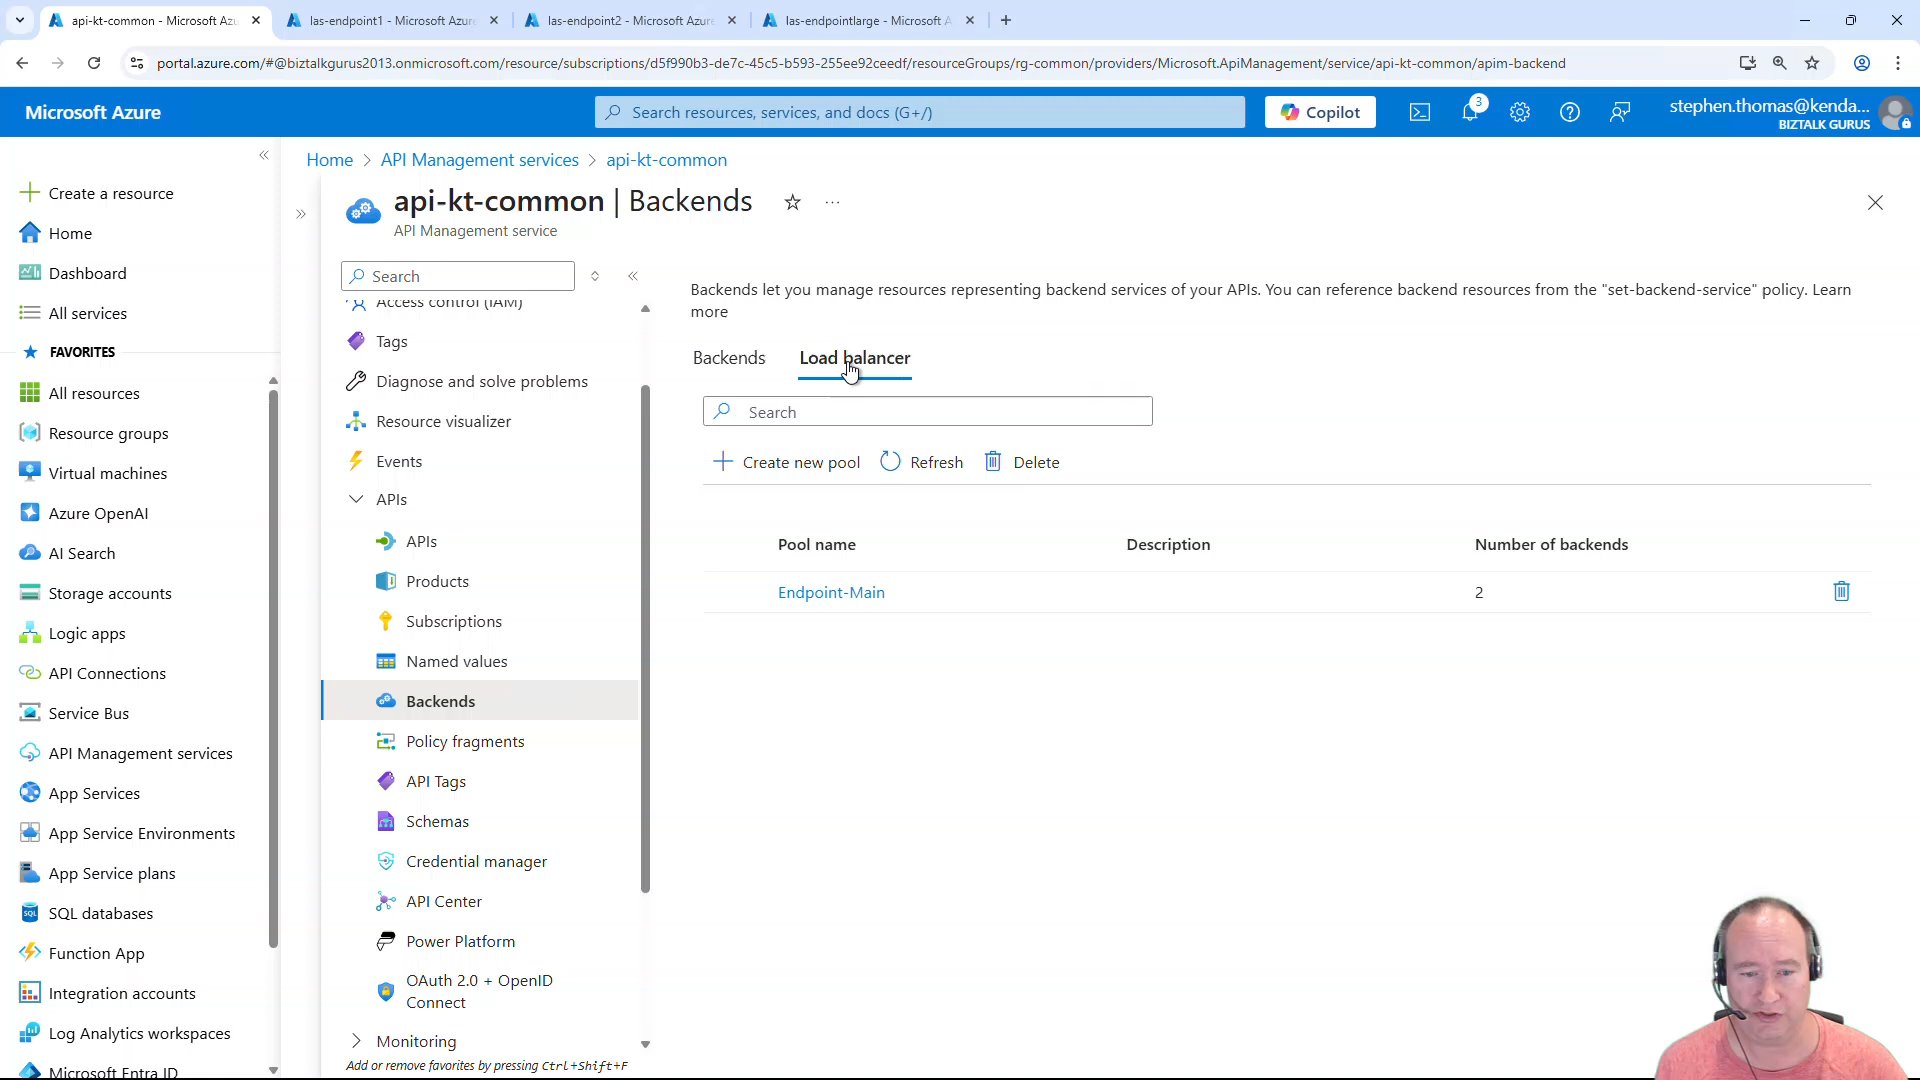 api-kt-common - Microsoft Azu
las-endpoint1 - Microsoft Azure
las-endpoint2 - Microsoft Azure
las-endpointlarge - Microsoft A
portal.azure.com/#@biztalkgurus2013.onmicrosoft.com/resource/subscriptions/d5f990b3-de7c-45c5-b593-255ee92ceedf/resourceGroups/rg-common/providers/Microsoft.ApiManagement/service/api-kt-common/apim-backend
Microsoft Azure
Search resources, services, and docs (G+/)
Copilot
3
stephen.thomas@kenda...
BIZTALK GURUS
Home > API Management services > api-kt-common
api-kt-common | Backends
API Management service
Create a resource
Home
Dashboard
All services
FAVORITES
All resources
Resource groups
Virtual machines
Azure OpenAI
AI Search
Storage accounts
Logic apps
API Connections
Service Bus
API Management services
App Services
App Service Environments
App Service plans
SQL databases
Function App
Integration accounts
Log Analytics workspaces
Microsoft Entra ID
Search
Access control (IAM)
Tags
Diagnose and solve problems
Resource visualizer
Events
APIs
APIs
Products
Subscriptions
Named values
Backends
Policy fragments
API Tags
Schemas
Credential manager
API Center
Power Platform
OAuth 2.0 + OpenID
Connect
Monitoring
Add or remove favorites by pressing Ctrl+Shift+F
Backends let you manage resources representing backend services of your APIs. You can reference backend resources from the "set-backend-service" policy. Learn
more
Backends
Load balancer
Search
Create new pool
Refresh
Delete
Pool name
Description
Number of backends
Endpoint-Main
2